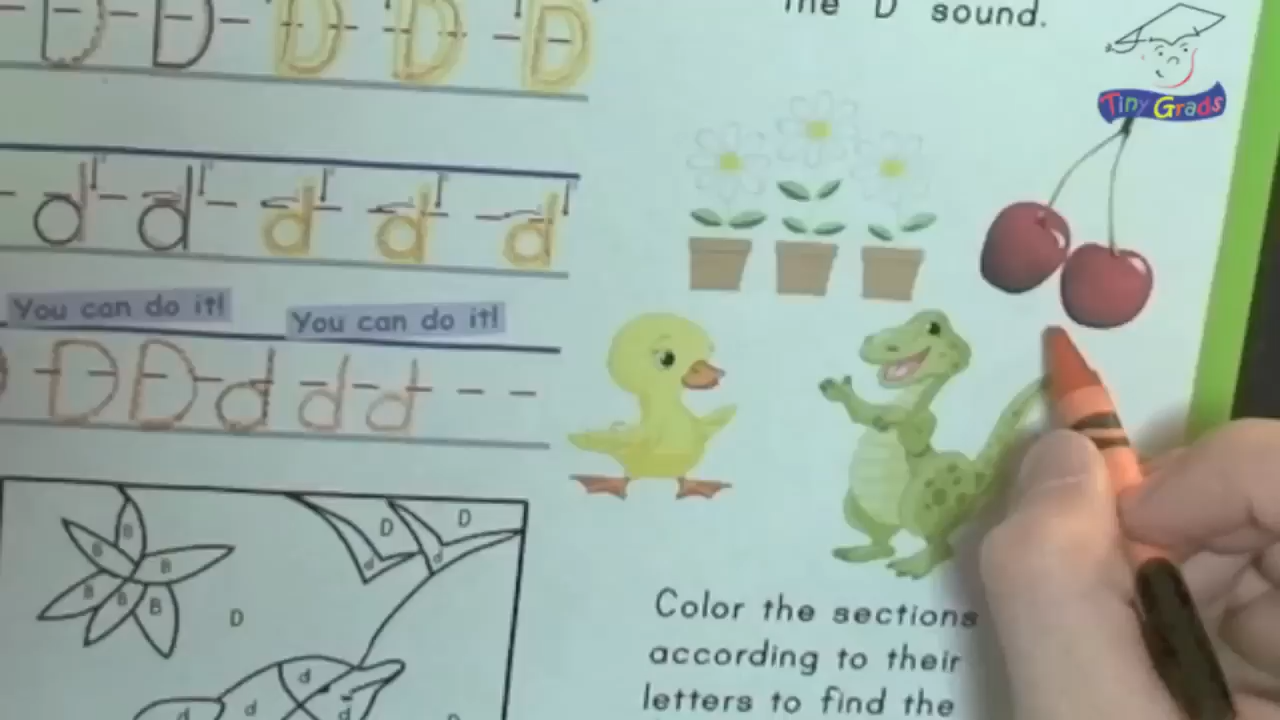 D D D D D
the D sound.
Tiny Grads
d d d d d
You can do it! You can do it!
D D d d d
D D
d d
B B B B B B
D
d
d d d
Color the sections
according to their
letters to find the